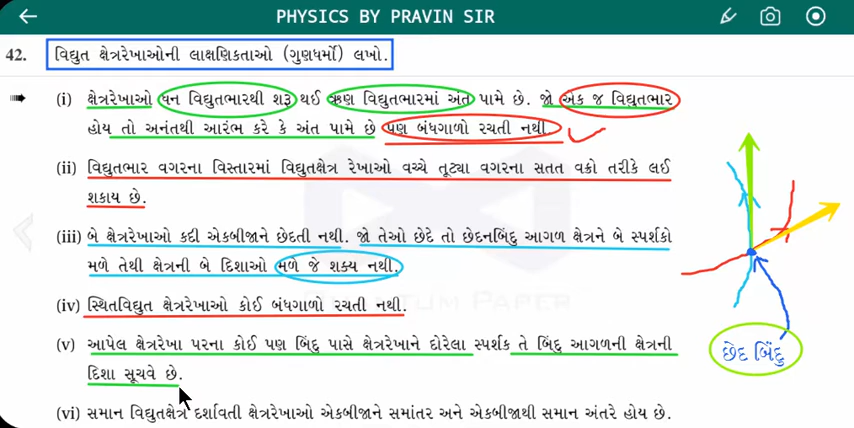 PHYSICS BY PRAVIN SIR
42. વિદ્યુત ક્ષેત્રરેખાઓની લાક્ષણિકતાઓ (ગુણધર્મો) લખો.
(i) ક્ષેત્રરેખાઓ ધન વિદ્યુતભારથી શરૂ થઈ ઋણ વિદ્યુતભારમાં અંત પામે છે. જો એક જ વિદ્યુતભાર
હોય તો અનંતથી આરંભ કરે કે અંત પામે છે પણ બંધગાળો રચતી નથી.
(ii) વિદ્યુતભાર વગરના વિસ્તારમાં વિદ્યુતક્ષેત્ર રેખાઓ વચ્ચે તૂટ્યા વગરના સતત વક્રો તરીકે લઈ
શકાય છે.
(iii) બે ક્ષેત્રરેખાઓ કદી એકબીજાને છેદતી નથી. જો તેઓ છેદે તો છેદનબિંદુ આગળ ક્ષેત્રને બે સ્પર્શકો
મળે તેથી ક્ષેત્રની બે દિશાઓ મળે જે શક્ય નથી.
(iv) સ્થિતવિદ્યુત ક્ષેત્રરેખાઓ કોઈ બંધગાળો રચતી નથી.
(v) આપેલ ક્ષેત્રરેખા પરના કોઈ પણ બિંદુ પાસે ક્ષેત્રરેખાને દોરેલા સ્પર્શક તે બિંદુ આગળની ક્ષેત્રની
દિશા સૂચવે છે.
(vi) સમાન વિદ્યુતક્ષેત્ર દર્શાવતી ક્ષેત્રરેખાઓ એકબીજાને સમાંતર અને એકબીજાથી સમાન અંતરે હોય છે.
છેદ બિંદુ
PAPER